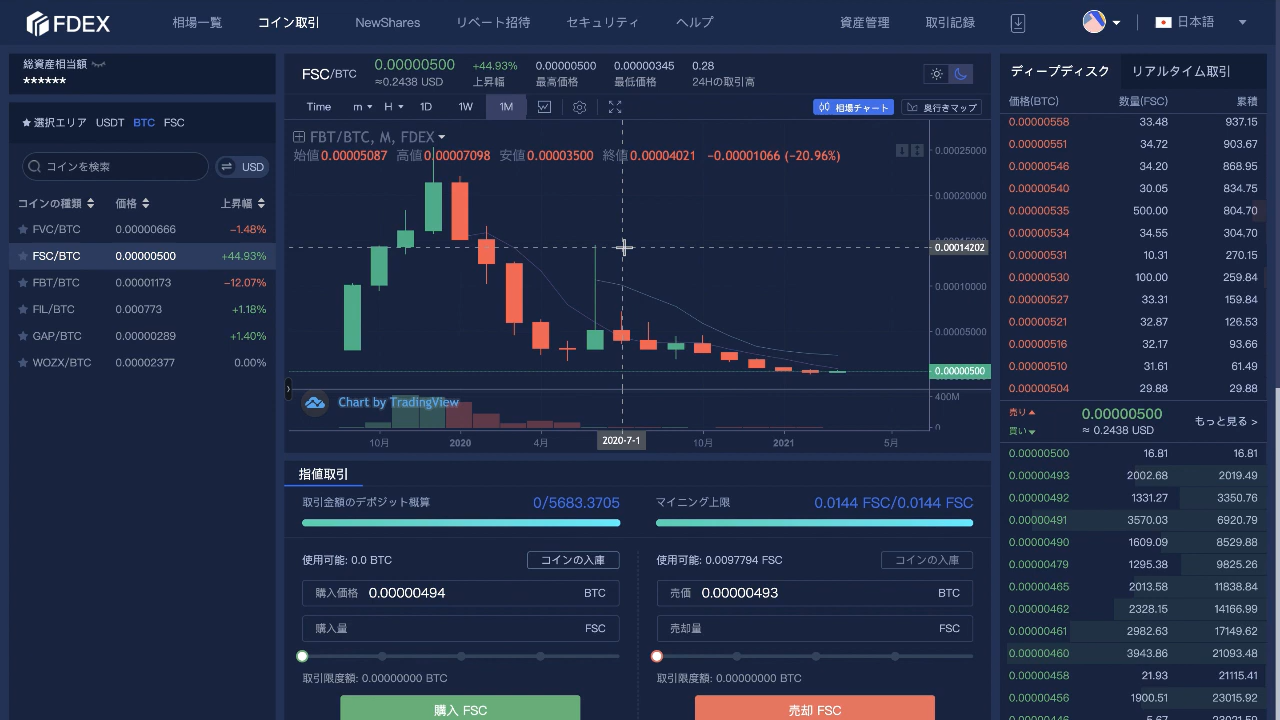 FDEX
相場一覧 コイン取引 NewShares リベート招待 セキュリティ ヘルプ 資産管理 取引記録 日本語
総資産相当額
******
選択エリア USDT BTC FSC
コインを検索 USD
コインの種類 価格 上昇幅
FVC/BTC 0.00000666 -1.48%
FSC/BTC 0.00000500 +44.93%
FBT/BTC 0.00001173 -12.07%
FIL/BTC 0.000773 +1.18%
GAP/BTC 0.00000289 +1.40%
WOZX/BTC 0.00002377 0.00%
FSC/BTC
0.00000500 +44.93% 0.00000500 0.00000345 0.28
≈0.2438 USD 上昇幅 最高価格 最低価格 24Hの取引高
Time m H 1D 1W 1M 相場チャート 奥行きマップ
FBT/BTC, M, FDEX
始値0.00005087 高値0.00007098 安値0.00003500 終値0.00004021 -0.00001066 (-20.96%)
0.00025000
0.00020000
0.00014202
0.00010000
0.00005000
0.00000500
400M
0
Chart by TradingView
10月 2020 4月 2020-7-1 10月 2021 5月
指値取引
取引金額のデポジット概算 0/5683.3705
マイニング上限 0.0144 FSC/0.0144 FSC
使用可能: 0.0 BTC コインの入庫
購入価格 0.00000494 BTC
購入量 FSC
取引限度額: 0.00000000 BTC
購入 FSC
使用可能: 0.0097794 FSC コインの入庫
売価 0.00000493 BTC
売却量 FSC
取引限度額: 0.00000000 BTC
売却 FSC
ディープディスク リアルタイム取引
価格(BTC) 数量(FSC) 累積
0.00000558 33.48 937.15
0.00000551 34.72 903.67
0.00000546 34.20 868.95
0.00000540 30.05 834.75
0.00000535 500.00 804.70
0.00000534 34.55 304.70
0.00000531 10.31 270.15
0.00000530 100.00 259.84
0.00000527 33.31 159.84
0.00000521 32.87 126.53
0.00000516 32.17 93.66
0.00000510 31.61 61.49
0.00000504 29.88 29.88
売り 0.00000500 もっと見る >
買い ≈ 0.2438 USD
0.00000500 16.81 16.81
0.00000493 2002.68 2019.49
0.00000492 1331.27 3350.76
0.00000491 3570.03 6920.79
0.00000490 1609.09 8529.88
0.00000479 1295.38 9825.26
0.00000465 2013.58 11838.84
0.00000462 2328.15 14166.99
0.00000461 2982.63 17149.62
0.00000460 3943.86 21093.48
0.00000458 21.93 21115.41
0.00000456 1900.51 23015.92